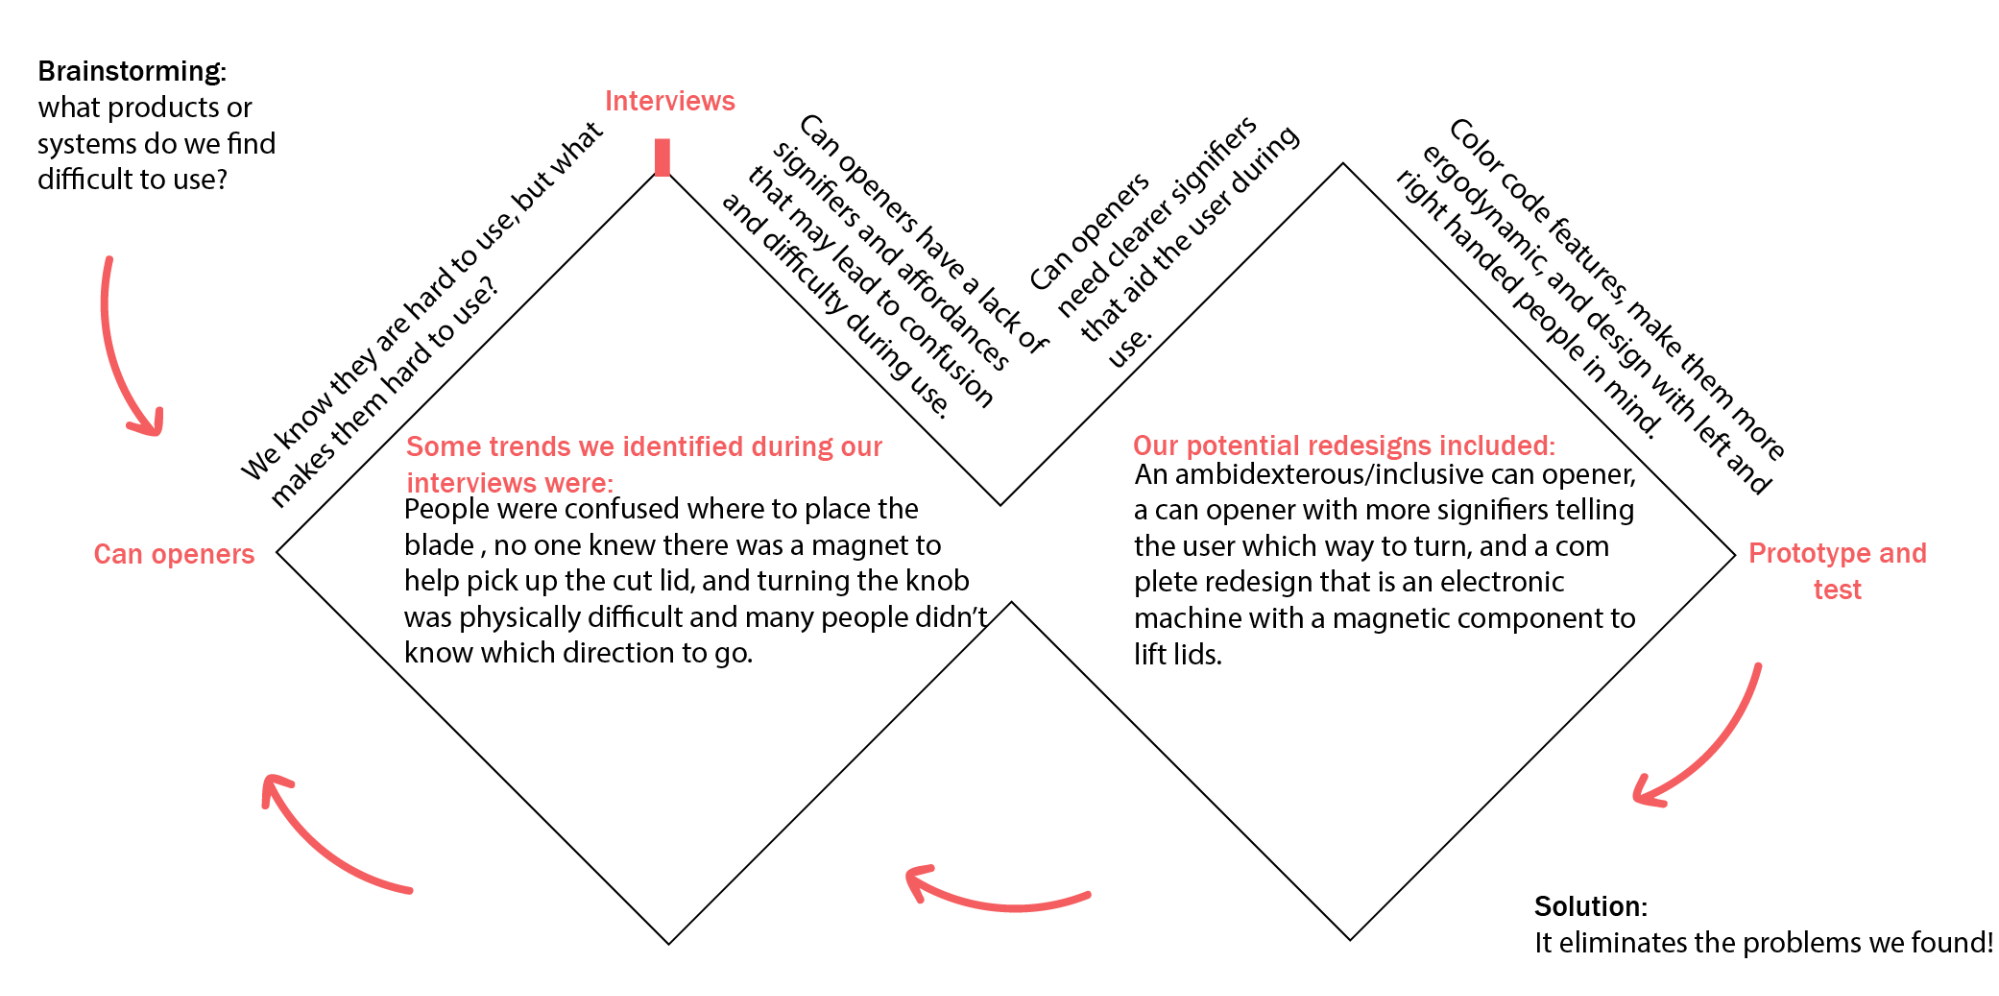 Brainstorming:
what products or
systems do we find
difficult to use?
Can openers
We know they are hard to use, but what
makes them hard to use?
Interviews
Can openers have a lack of
signifiers and affordances
that may lead to confusion
and difficulty during use.
Some trends we identified during our
interviews were:
People were confused where to place the
blade , no one knew there was a magnet to
help pick up the cut lid, and turning the knob
was physically difficult and many people didn’t
know which direction to go.
Can openers
need clearer signifiers
that aid the user during
use.
Color code features, make them more
ergodynamic, and design with left and
right handed people in mind.
Our potential redesigns included:
An ambidexterous/inclusive can opener,
a can opener with more signifiers telling
the user which way to turn, and a com
plete redesign that is an electronic
machine with a magnetic component to
lift lids.
Prototype and
test
Solution:
It eliminates the problems we found!